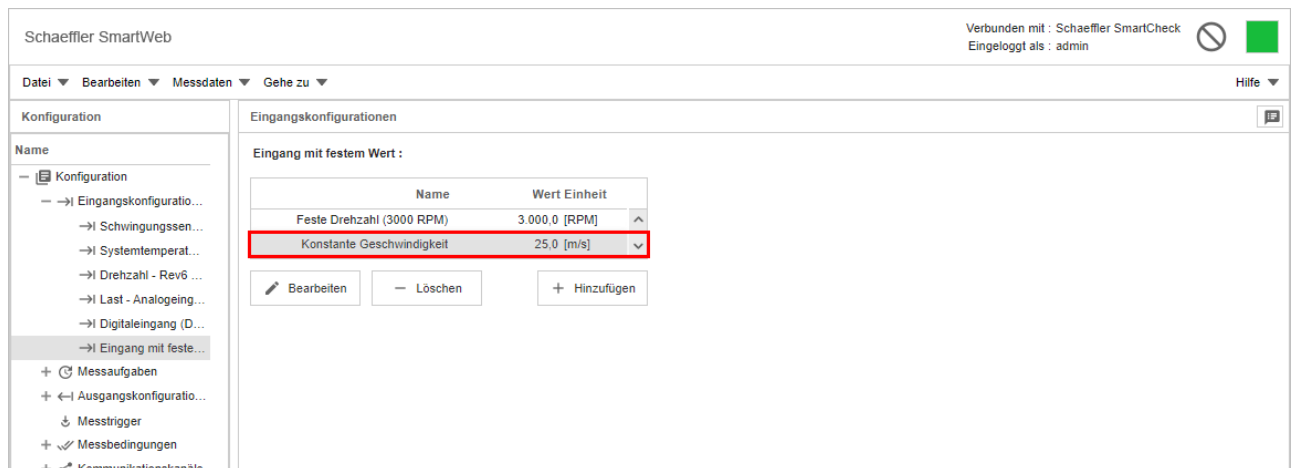 Schaeffler SmartWeb
Verbunden mit : Schaeffler SmartCheck
Eingeloggt als : admin
Datei Bearbeiten Messdaten Gehe zu Hilfe
Konfiguration
Name
Konfiguration
Eingangskonfiguratio...
Schwingungssen...
Systemtemperat...
Drehzahl - Rev6 ...
Last - Analogeing...
Digitaleingang (D...
Eingang mit feste...
Messaufgaben
Ausgangskonfiguratio...
Messtrigger
Messbedingungen
Kommunikationskanäle
Eingangskonfigurationen
Eingang mit festem Wert :
Name Wert Einheit
Feste Drehzahl (3000 RPM) 3.000,0 [RPM]
Konstante Geschwindigkeit 25,0 [m/s]
Bearbeiten Löschen Hinzufügen